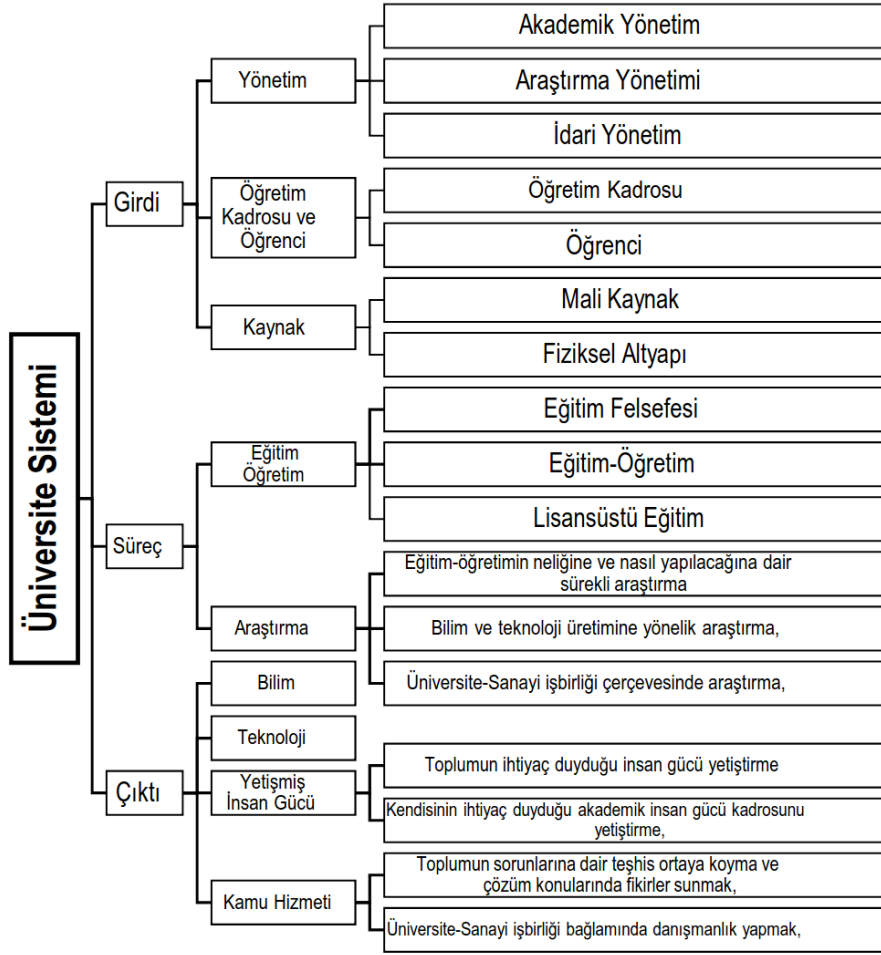 Üniversite Sistemi
Girdi
Yönetim
Akademik Yönetim
Araştırma Yönetimi
İdari Yönetim
Öğretim
Kadrosu ve
Öğrenci
Öğretim Kadrosu
Öğrenci
Kaynak
Mali Kaynak
Fiziksel Altyapı
Süreç
Eğitim
Öğretim
Eğitim Felsefesi
Eğitim-Öğretim
Lisansüstü Eğitim
Araştırma
Eğitim-öğretimin neliğine ve nasıl yapılacağına dair
sürekli araştırma
Bilim ve teknoloji üretimine yönelik araştırma,
Üniversite-Sanayi işbirliği çerçevesinde araştırma,
Çıktı
Bilim
Teknoloji
Yetişmiş
İnsan Gücü
Toplumun ihtiyaç duyduğu insan gücü yetiştirme
Kendisinin ihtiyaç duyduğu akademik insan gücü kadrosunu
yetiştirme,
Kamu Hizmeti
Toplumun sorunlarına dair teşhis ortaya koyma ve
çözüm konularında fikirler sunmak,
Üniversite-Sanayi işbirliği bağlamında danışmanlık yapmak,